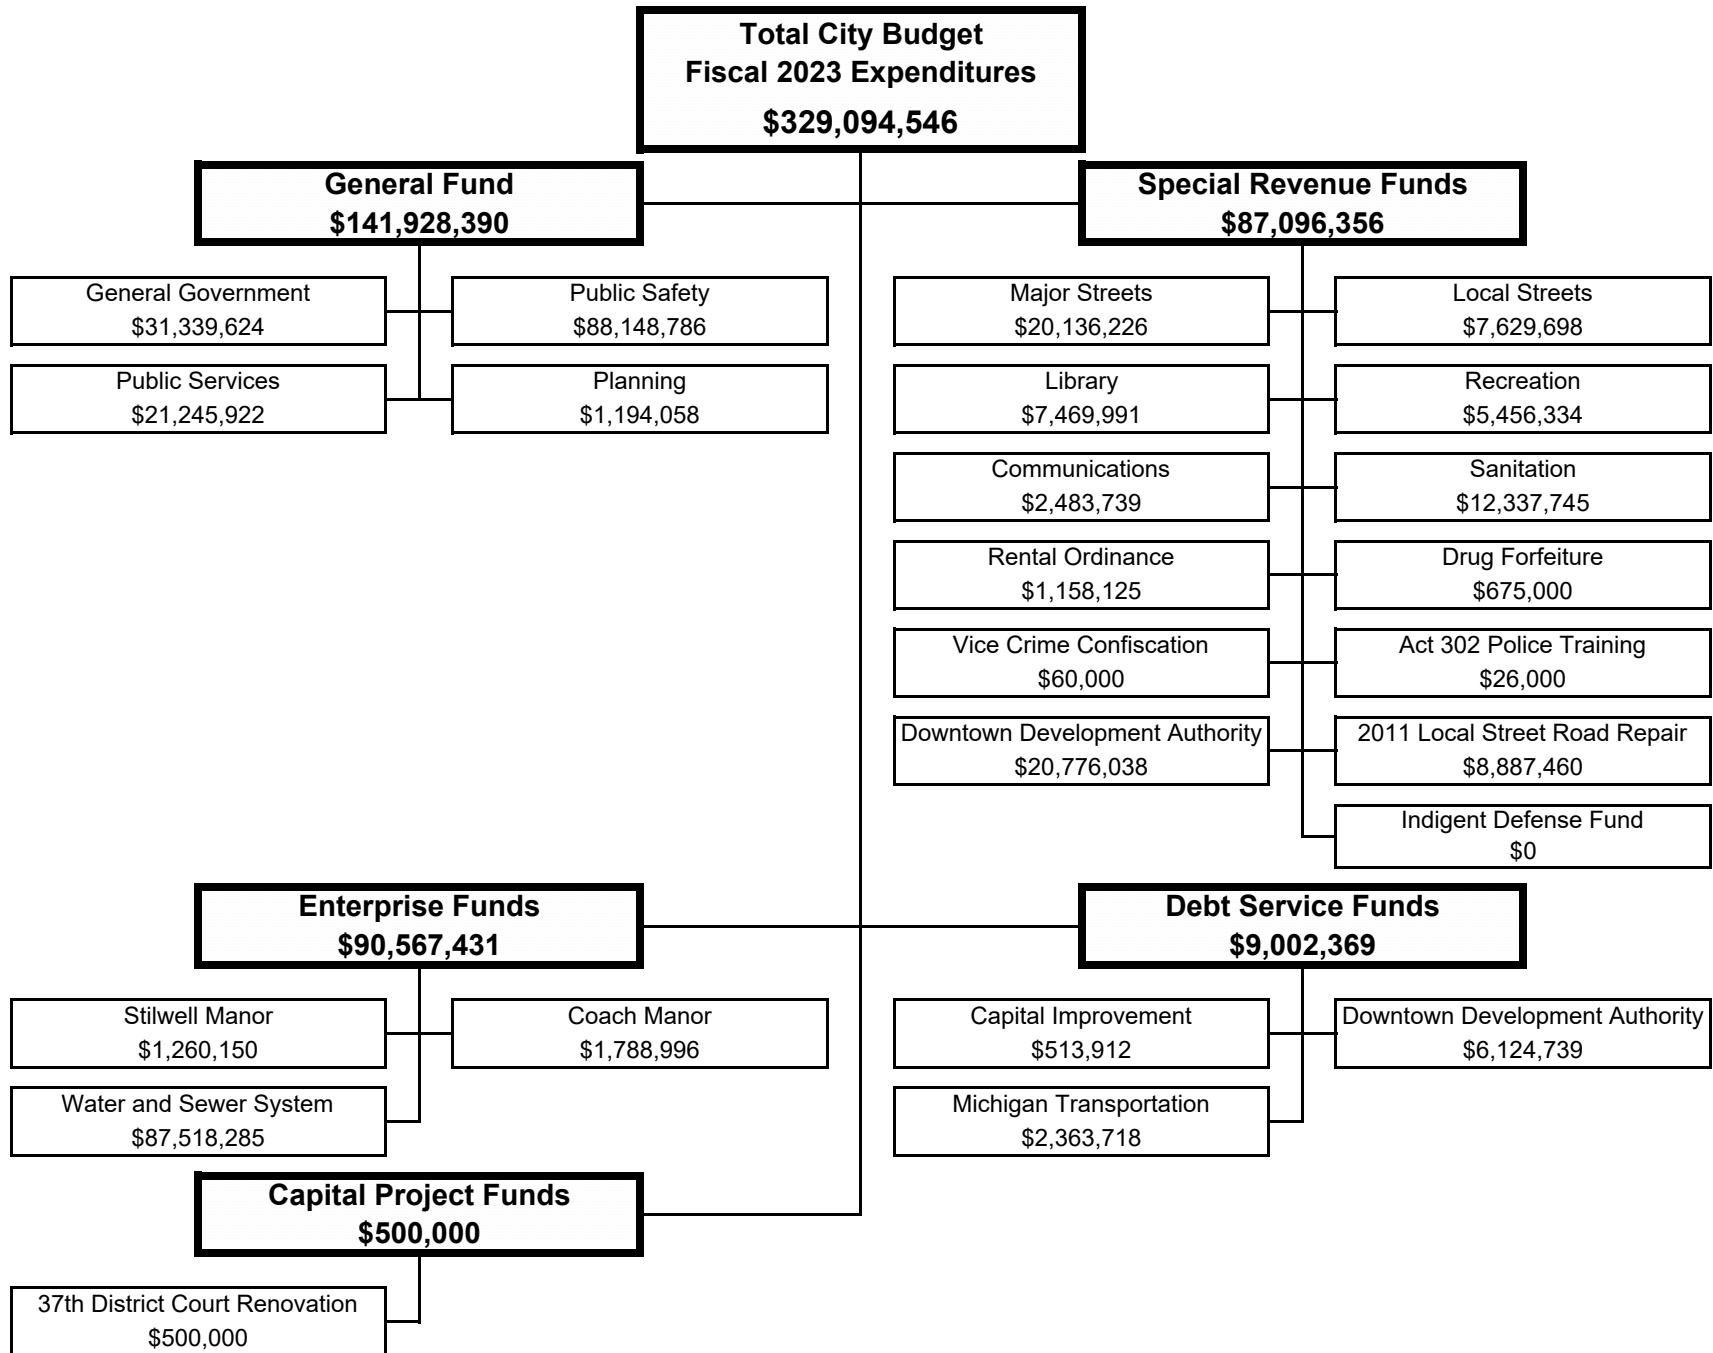 Total City Budget
Fiscal 2023 Expenditures
$329,094,546
General Fund
$141,928,390
Special Revenue Funds
$87,096,356
General Government
$31,339,624
Public Safety
$88,148,786
Public Services
$21,245,922
Planning
$1,194,058
Major Streets
$20,136,226
Local Streets
$7,629,698
Library
$7,469,991
Recreation
$5,456,334
Communications
$2,483,739
Sanitation
$12,337,745
Rental Ordinance
$1,158,125
Drug Forfeiture
$675,000
Vice Crime Confiscation
$60,000
Act 302 Police Training
$26,000
Downtown Development Authority
$20,776,038
2011 Local Street Road Repair
$8,887,460
Indigent Defense Fund
$0
Enterprise Funds
$90,567,431
Debt Service Funds
$9,002,369
Stilwell Manor
$1,260,150
Coach Manor
$1,788,996
Water and Sewer System
$87,518,285
Capital Improvement
$513,912
Downtown Development Authority
$6,124,739
Michigan Transportation
$2,363,718
Capital Project Funds
$500,000
37th District Court Renovation
$500,000